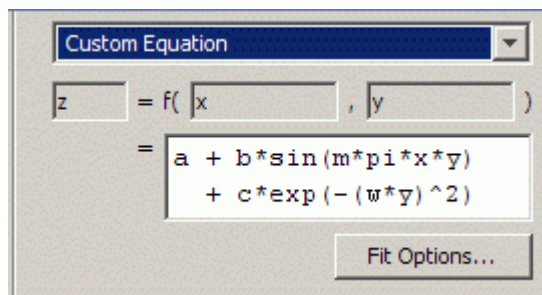 Custom Equation
z = f( x , y )
= a + b*sin(m*pi*x*y)
+ c*exp(-(w*y)^2)
Fit Options...